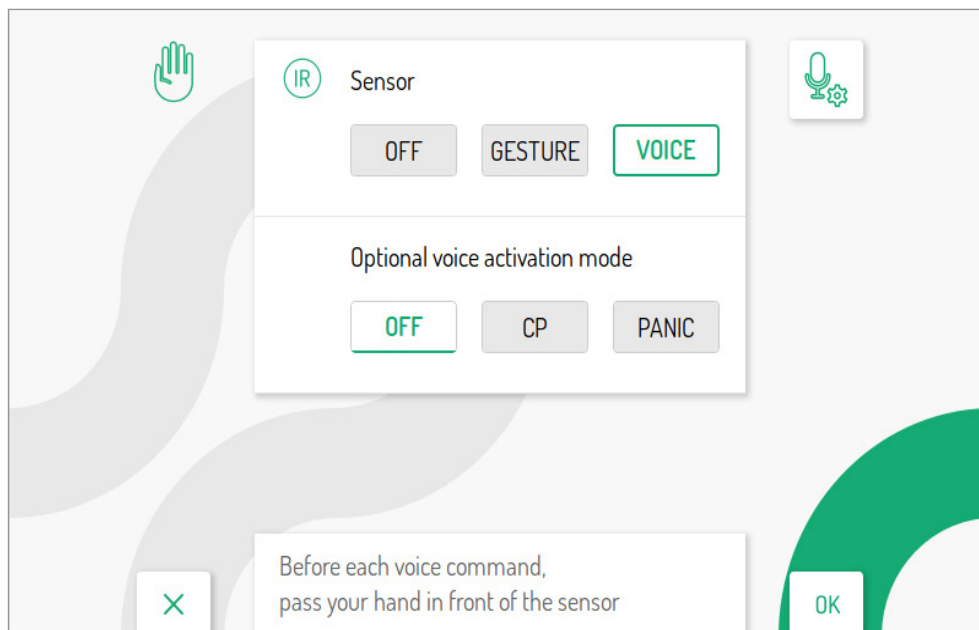 IR Sensor
OFF GESTURE VOICE
Optional voice activation mode
OFF CP PANIC
Before each voice command,
pass your hand in front of the sensor
OK